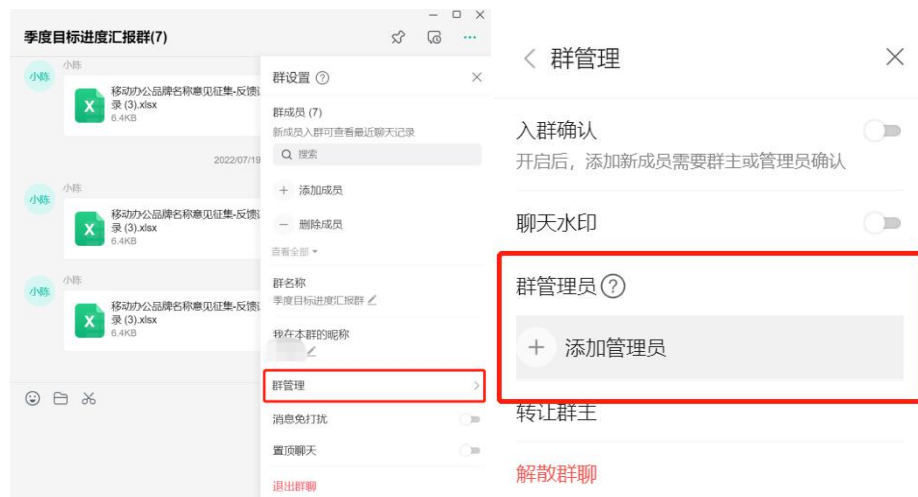 季度目标进度汇报群(7)
小陈
小陈
移动办公品牌名称意见征集-反馈
录 (3).xlsx
6.4KB
2022/07/19
小陈
小陈
移动办公品牌名称意见征集-反馈
录 (3).xlsx
6.4KB
小陈
小陈
移动办公品牌名称意见征集-反馈
录 (3).xlsx
6.4KB
群设置
群成员 (7)
新成员入群可查看最近聊天记录
搜索
+ 添加成员
- 删除成员
查看全部
群名称
季度目标进度汇报群
我在本群的昵称
群管理
消息免打扰
置顶聊天
退出群聊
群管理
入群确认
开启后，添加新成员需要群主或管理员确认
聊天水印
群管理员
+ 添加管理员
转让群主
解散群聊